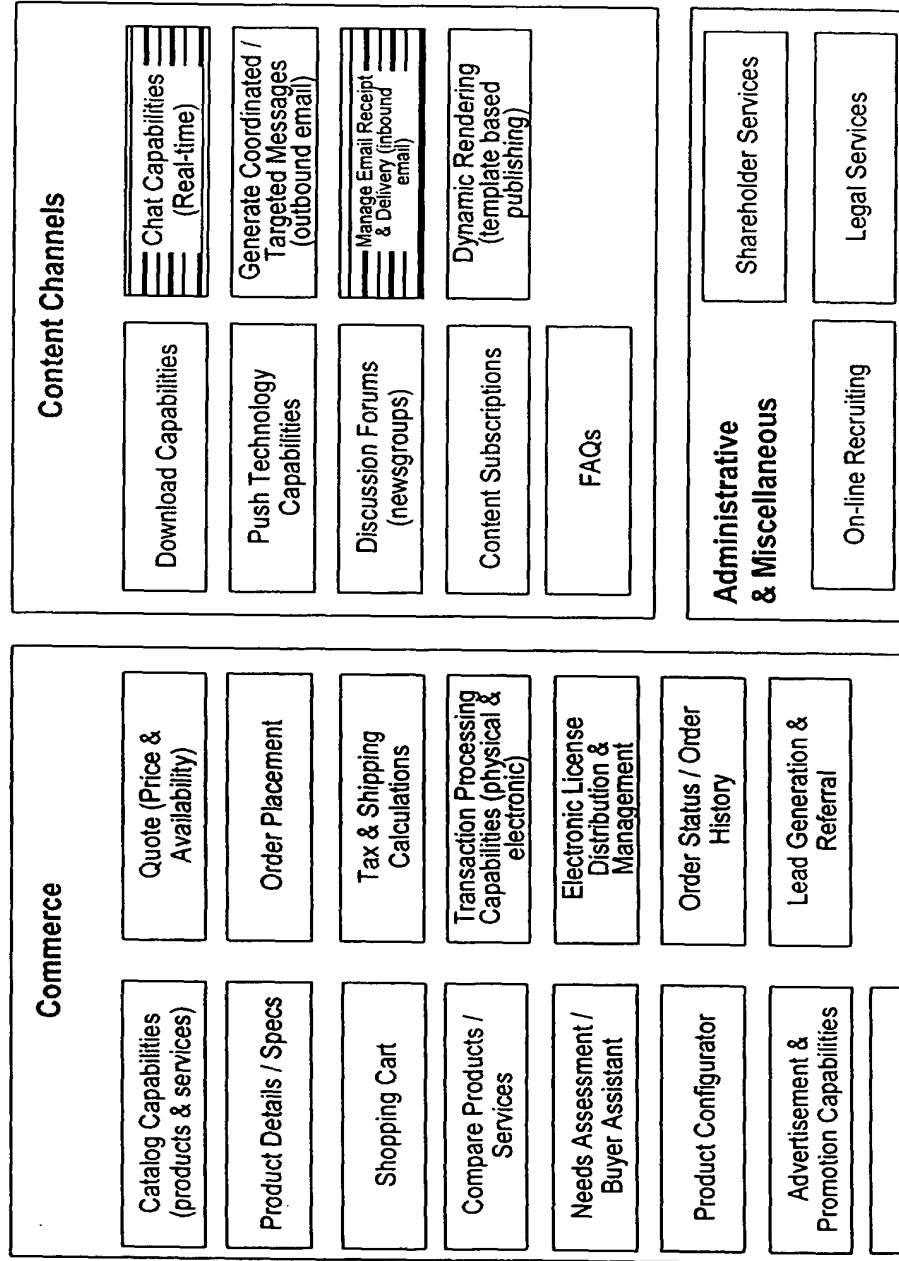 Commerce
Catalog Capabilities
(products & services)
Quote (Price &
Availability)
Product Details / Specs
Order Placement
Shopping Cart
Tax & Shipping
Calculations
Compare Products /
Services
Transaction Processing
Capabilities (physical &
electronic)
Needs Assessment /
Buyer Assistant
Electronic License
Distribution &
Management
Product Configurator
Order Status / Order
History
Advertisement &
Promotion Capabilities
Lead Generation &
Referral
Content Channels
Download Capabilities
Chat Capabilities
(Real-time)
Push Technology
Capabilities
Generate Coordinated /
Targeted Messages
(outbound email)
Discussion Forums
(newsgroups)
Manage Email Receipt
& Delivery (inbound
email)
Content Subscriptions
Dynamic Rendering
(template based
publishing)
FAQs
Administrative
& Miscellaneous
Shareholder Services
On-line Recruiting
Legal Services